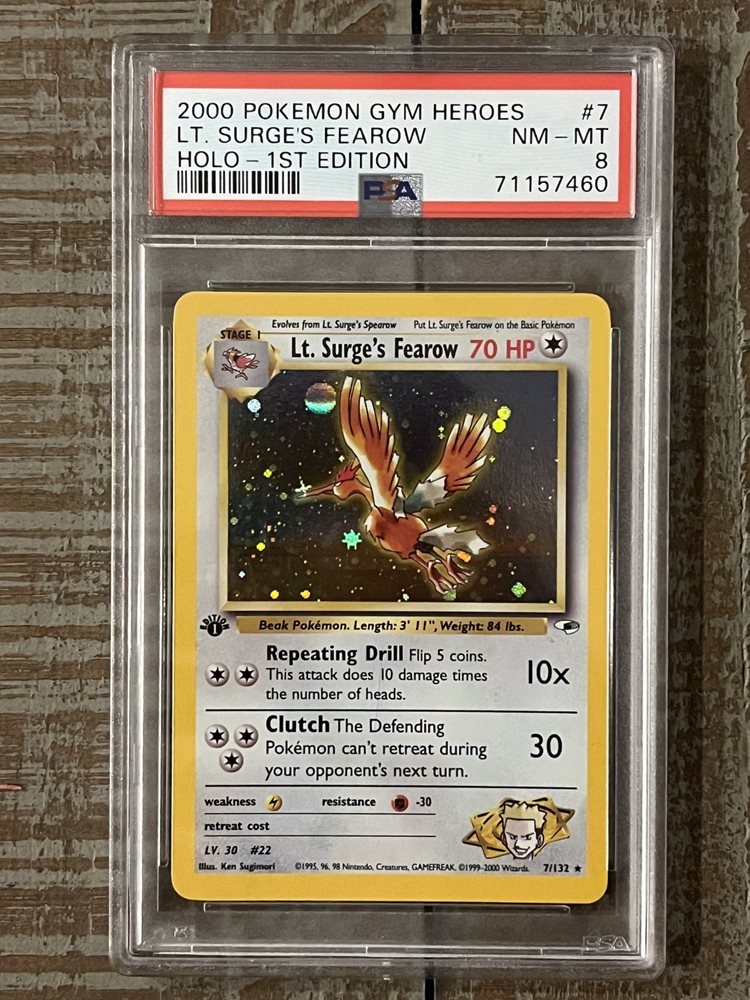 2000 POKEMON GYM HEROES #7
LT. SURGE'S FEAROW NM - MT
HOLO - 1ST EDITION 8
PSA 71157460
STAGE 1 Evolves from Lt. Surge's Spearow Put Lt. Surge's Fearow on the Basic Pokémon
Lt. Surge's Fearow 70 HP
EDITION 1
Beak Pokémon. Length: 3' 11", Weight: 84 lbs.
Repeating Drill Flip 5 coins.
This attack does 10 damage times 10x
the number of heads.
Clutch The Defending
Pokémon can't retreat during 30
your opponent's next turn.
weakness resistance -30
retreat cost
LV. 30 #22
Illus. Ken Sugimori ©1995, 96, 98 Nintendo, Creatures, GAMEFREAK. ©1999-2000 Wizards. 7/132 ★
PSA